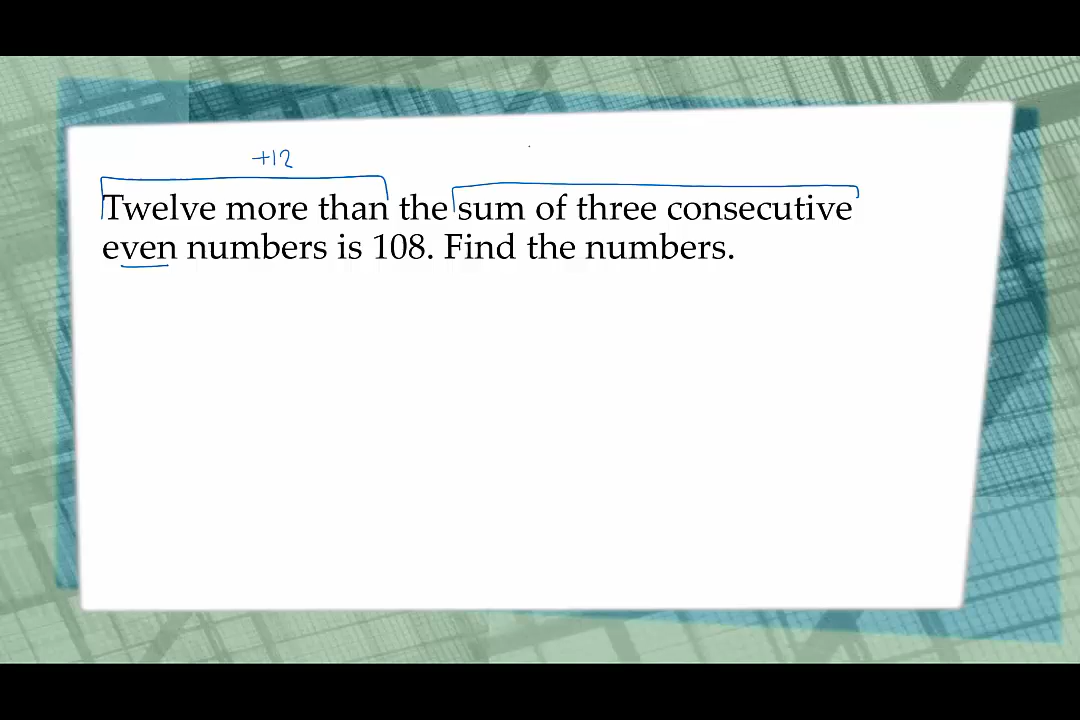 +12
Twelve more than the sum of three consecutive
even numbers is 108. Find the numbers.